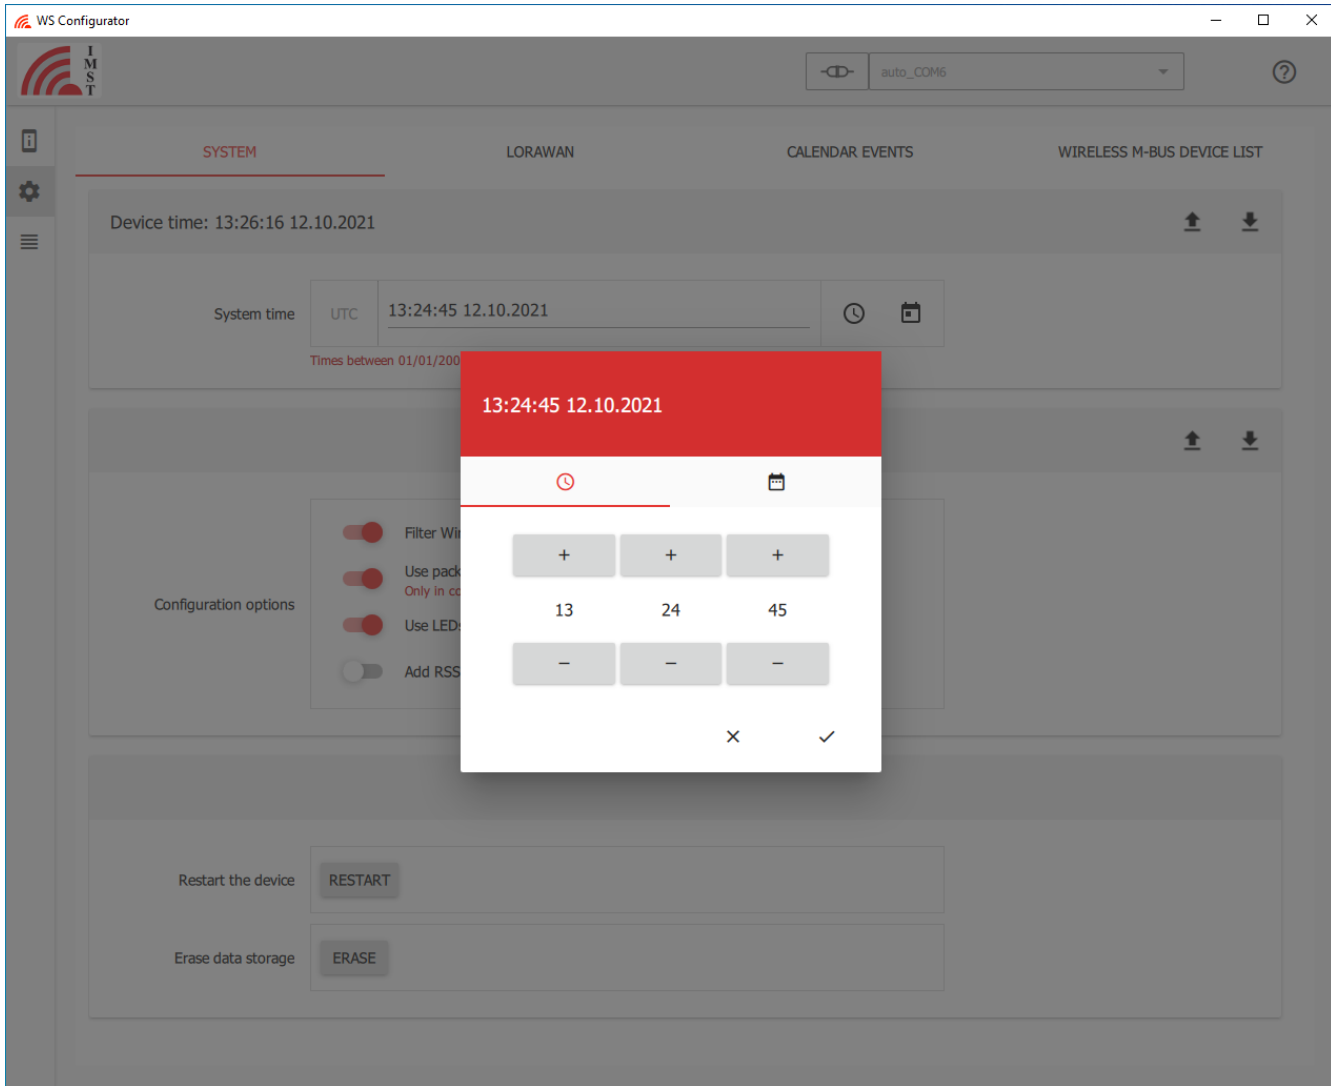 WS Configurator
I
M
S
T
auto_COM6
SYSTEM LORAWAN CALENDAR EVENTS WIRELESS M-BUS DEVICE LIST
Device time: 13:26:16 12.10.2021
System time UTC 13:24:45 12.10.2021
Times between 01/01/200
13:24:45 12.10.2021
Filter
Use
Only in
Configuration options
Use LEDs
Add RSS
+ + +
13 24 45
− − −
Restart the device RESTART
Erase data storage ERASE